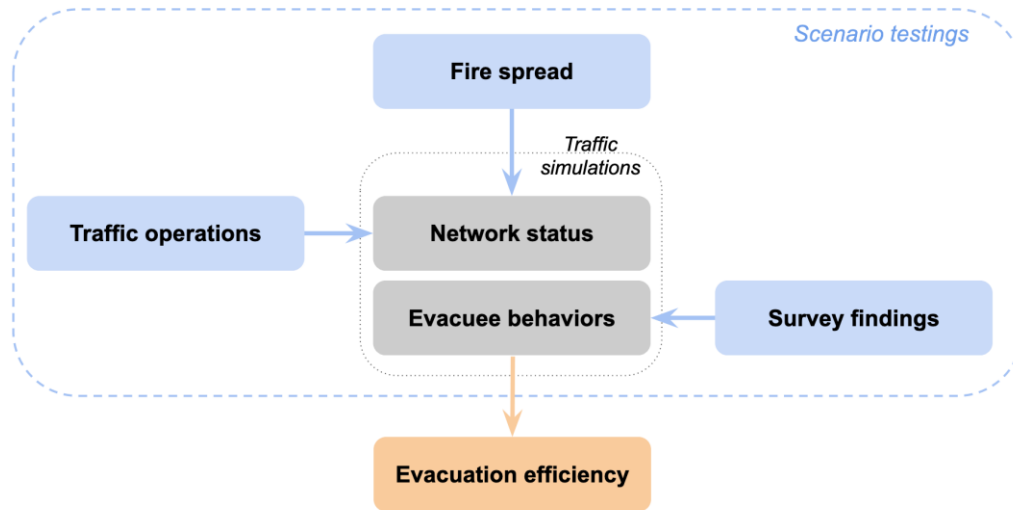 Scenario testings
Fire spread
Traffic
simulations
Traffic operations
Network status
Evacuee behaviors
Survey findings
Evacuation efficiency